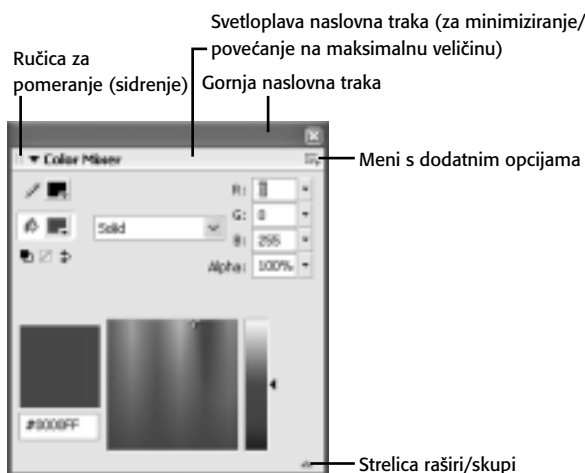 Svetloplava naslovna traka (za minimiziranje/
povećanje na maksimalnu veličinu)
Ručica za
pomeranje (sidrenje)
Gornja naslovna traka
Color Mixer
Meni s dodatnim opcijama
R: 0
G: 0
Solid
B: 255
Alpha: 100%
#0000FF
Strelica raširi/skupi